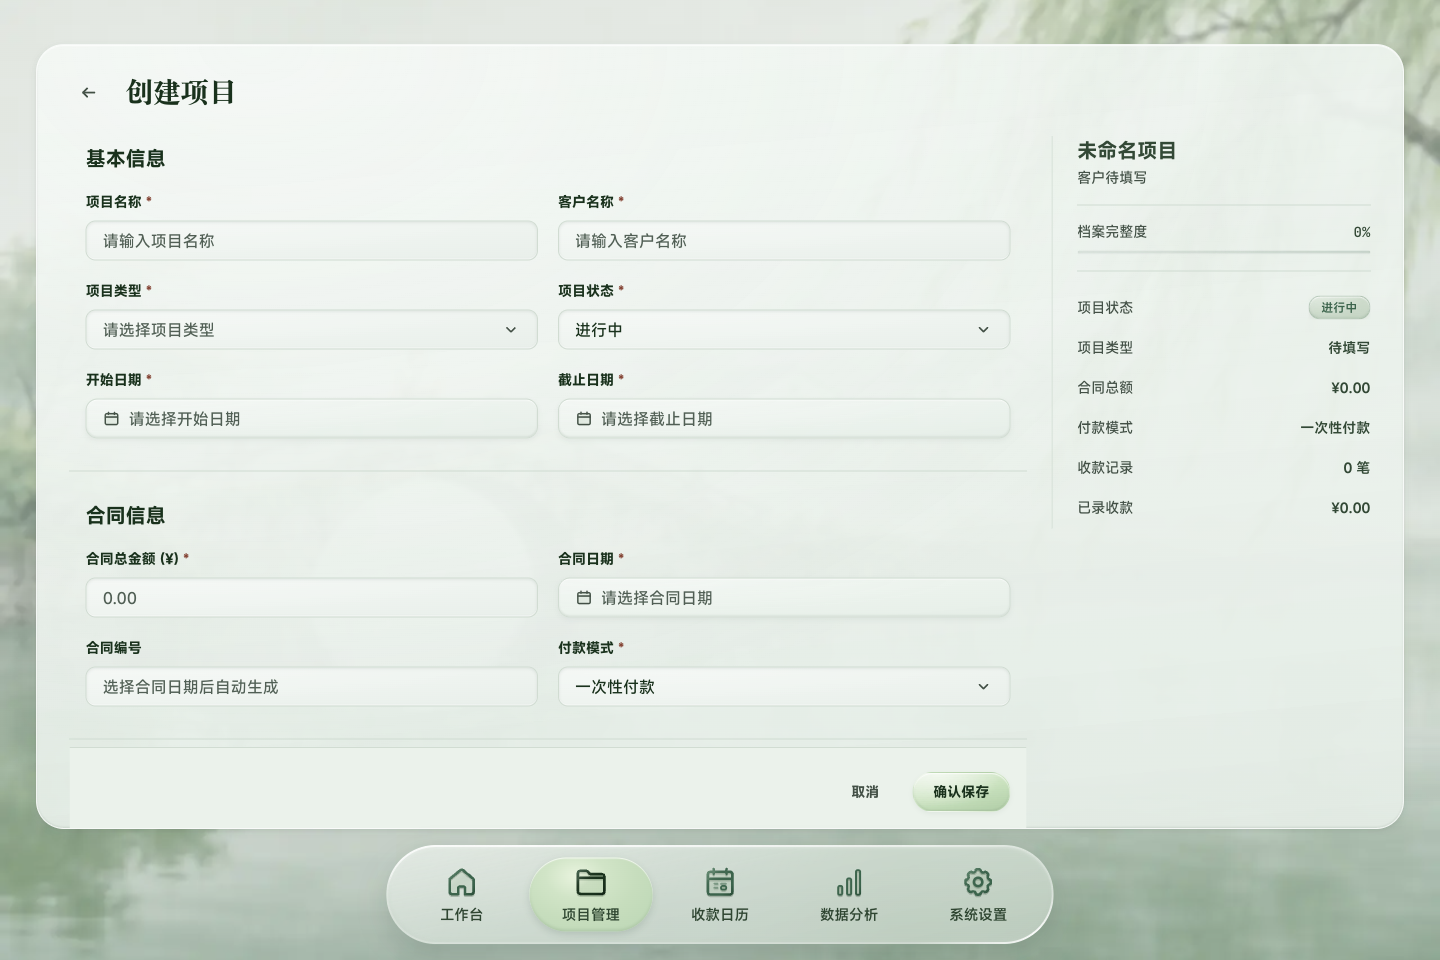 创建项目
基本信息
项目名称 *
客户名称 *
请输入项目名称
请输入客户名称
项目类型 *
项目状态 *
请选择项目类型
进行中
开始日期 *
截止日期 *
请选择开始日期
请选择截止日期
合同信息
合同总金额 (¥) *
合同日期 *
0.00
请选择合同日期
合同编号
付款模式 *
选择合同日期后自动生成
一次性付款
取消
确认保存
未命名项目
客户待填写
档案完整度
0%
项目状态
进行中
项目类型
待填写
合同总额
¥0.00
付款模式
一次性付款
收款记录
0 笔
已录收款
¥0.00
工作台
项目管理
收款日历
数据分析
系统设置